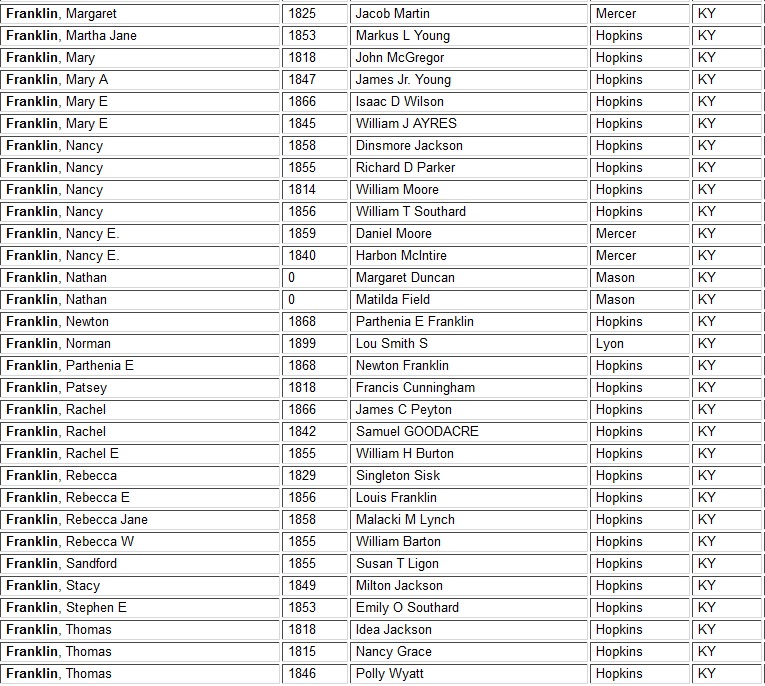 Franklin, Margaret 1825 Jacob Martin Mercer KY
Franklin, Martha Jane 1853 Markus L Young Hopkins KY
Franklin, Mary 1818 John McGregor Hopkins KY
Franklin, Mary A 1847 James Jr. Young Hopkins KY
Franklin, Mary E 1866 Isaac D Wilson Hopkins KY
Franklin, Mary E 1845 William J AYRES Hopkins KY
Franklin, Nancy 1858 Dinsmore Jackson Hopkins KY
Franklin, Nancy 1855 Richard D Parker Hopkins KY
Franklin, Nancy 1814 William Moore Hopkins KY
Franklin, Nancy 1856 William T Southard Hopkins KY
Franklin, Nancy E. 1859 Daniel Moore Mercer KY
Franklin, Nancy E. 1840 Harbon McIntire Mercer KY
Franklin, Nathan 0 Margaret Duncan Mason KY
Franklin, Nathan 0 Matilda Field Mason KY
Franklin, Newton 1868 Parthenia E Franklin Hopkins KY
Franklin, Norman 1899 Lou Smith S Lyon KY
Franklin, Parthenia E 1868 Newton Franklin Hopkins KY
Franklin, Patsey 1818 Francis Cunningham Hopkins KY
Franklin, Rachel 1866 James C Peyton Hopkins KY
Franklin, Rachel 1842 Samuel GOODACRE Hopkins KY
Franklin, Rachel E 1855 William H Burton Hopkins KY
Franklin, Rebecca 1829 Singleton Sisk Hopkins KY
Franklin, Rebecca E 1856 Louis Franklin Hopkins KY
Franklin, Rebecca Jane 1858 Malacki M Lynch Hopkins KY
Franklin, Rebecca W 1855 William Barton Hopkins KY
Franklin, Sandford 1855 Susan T Ligon Hopkins KY
Franklin, Stacy 1849 Milton Jackson Hopkins KY
Franklin, Stephen E 1853 Emily O Southard Hopkins KY
Franklin, Thomas 1818 Idea Jackson Hopkins KY
Franklin, Thomas 1815 Nancy Grace Hopkins KY
Franklin, Thomas 1846 Polly Wyatt Hopkins KY